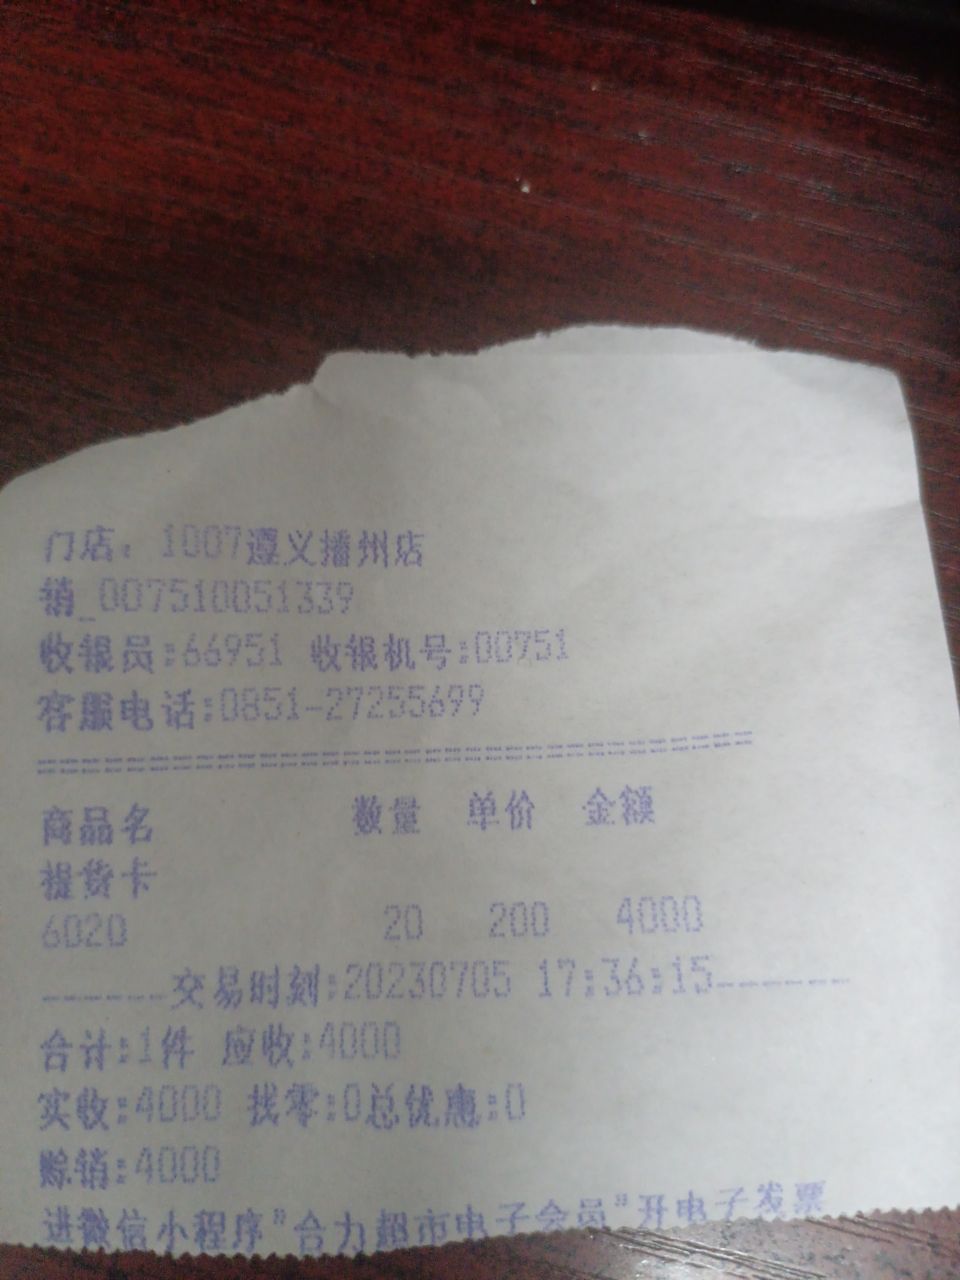 门店: 1007遵义播州店
销_007510051339
收银员:66951 收银机号:00751
客服电话:0851-27255699
商品名 数量 单价 金额
提货卡
6020 20 200 4000
--------交易时刻:20230705 17:36:15--------
合计:1件 应收:4000
实收:4000 找零:0总优惠:0
赊销:4000
进微信小程序"合力超市电子会员"开电子发票